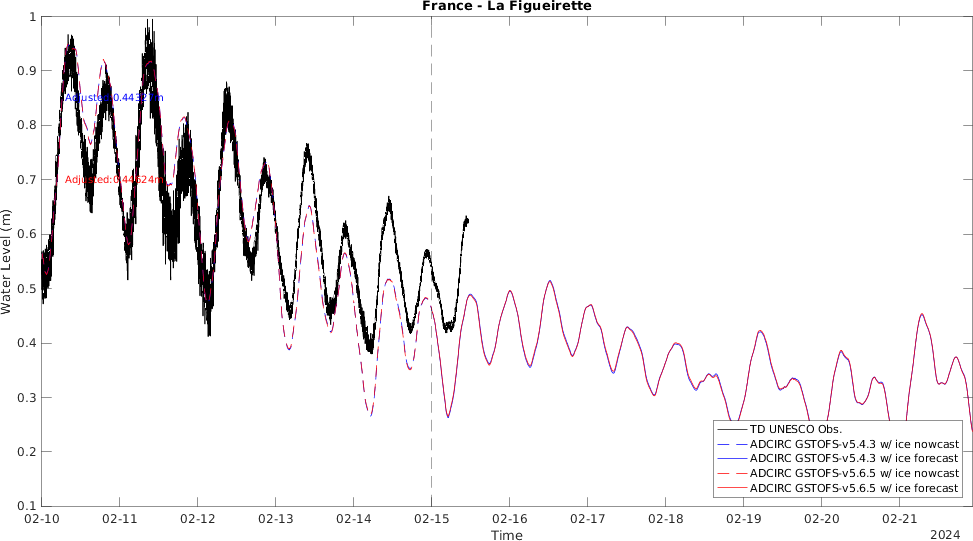 France - La Figueirette
1
0.9
0.8
0.7
0.6
0.5
0.4
0.3
0.2
0.1
Water Level (m)
Adjusted:0.44624m
TD UNESCO Obs.
ADCIRC GSTOFS-v5.4.3 w/ ice nowcast
ADCIRC GSTOFS-v5.4.3 w/ ice forecast
ADCIRC GSTOFS-v5.6.5 w/ ice nowcast
ADCIRC GSTOFS-v5.6.5 w/ ice forecast
02-10 02-11 02-12 02-13 02-14 02-15 02-16 02-17 02-18 02-19 02-20 02-21
Time
2024